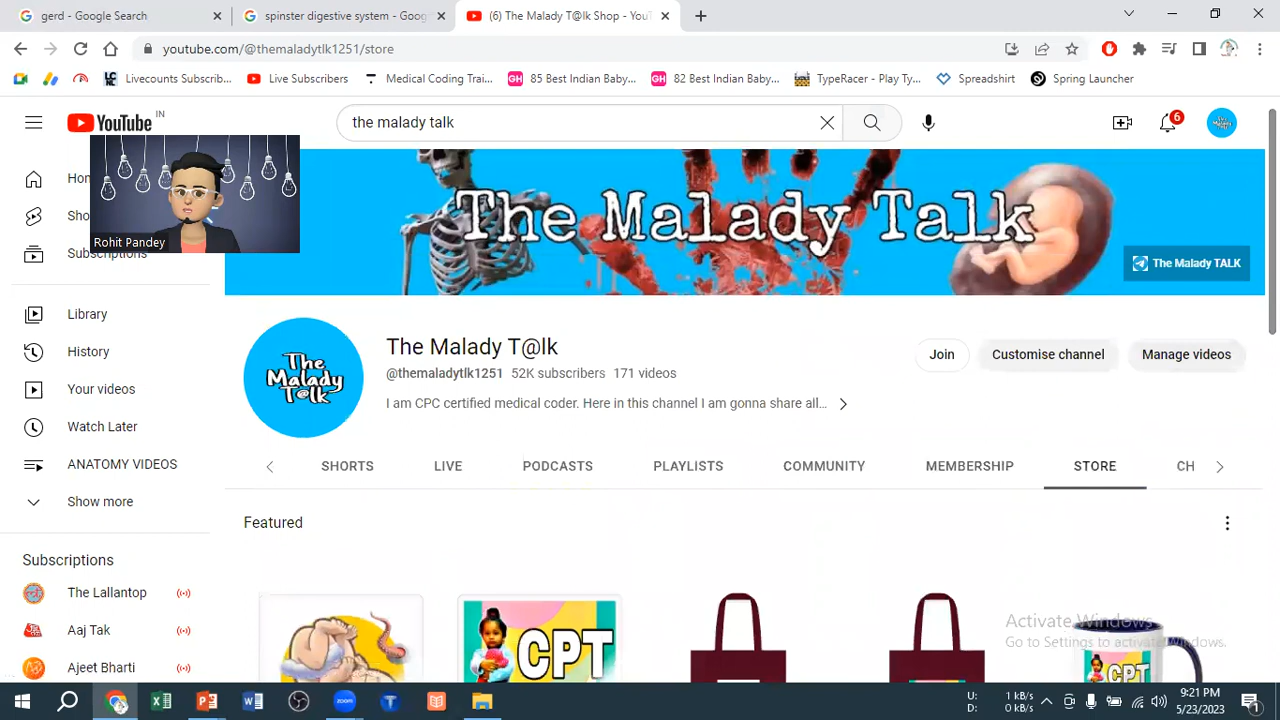 gerd - Google Search
spinster digestive system - Goog
(6) The Malady T@lk Shop - YouT
youtube.com/@themaladytlk1251/store
Livecounts Subscrib...
Live Subscribers
Medical Coding Trai...
GH
85 Best Indian Baby...
GH
82 Best Indian Baby...
TypeRacer - Play Ty...
Spreadshirt
Spring Launcher
YouTube IN
the malady talk
6
Rohit Pandey
Subscriptions
Library
History
Your videos
Watch Later
ANATOMY VIDEOS
Show more
Subscriptions
The Lallantop
Aaj Tak
Ajeet Bharti
The Malady Talk
The Malady TALK
The
Malady
T@lk
The Malady T@lk
@themaladytlk1251 52K subscribers 171 videos
I am CPC certified medical coder. Here in this channel I am gonna share all...
Join
Customise channel
Manage videos
SHORTS
LIVE
PODCASTS
PLAYLISTS
COMMUNITY
MEMBERSHIP
STORE
CH
Featured
CPT
CPT
Activate Windows
Go to Settings to activate Windows.
U: 1 kB/s
D: 0 kB/s
9:21 PM
5/23/2023
1